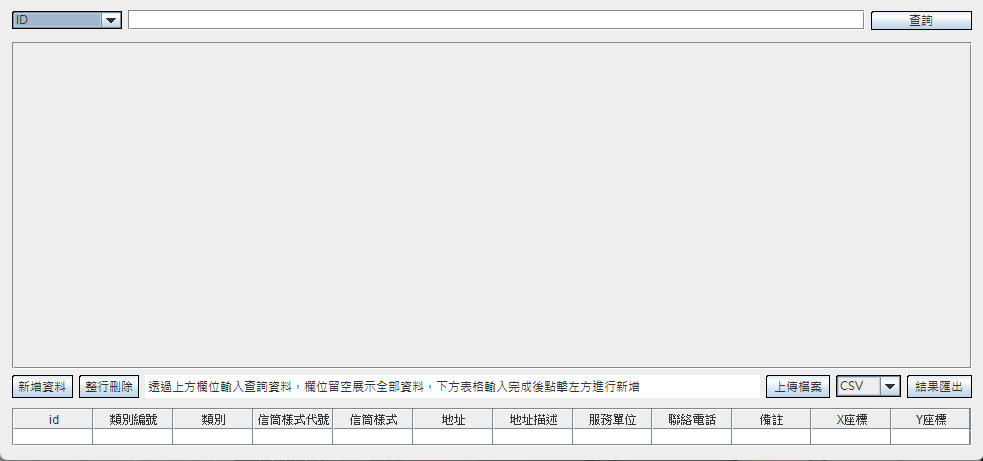 ID 查詢
新增資料 整行刪除 透過上方欄位輸入查詢資料，欄位留空展示全部資料，下方表格輸入完成後點擊左方進行新增 上傳檔案 CSV 結果匯出
id 類別編號 類別 信筒樣式代號 信筒樣式 地址 地址描述 服務單位 聯絡電話 備註 X座標 Y座標